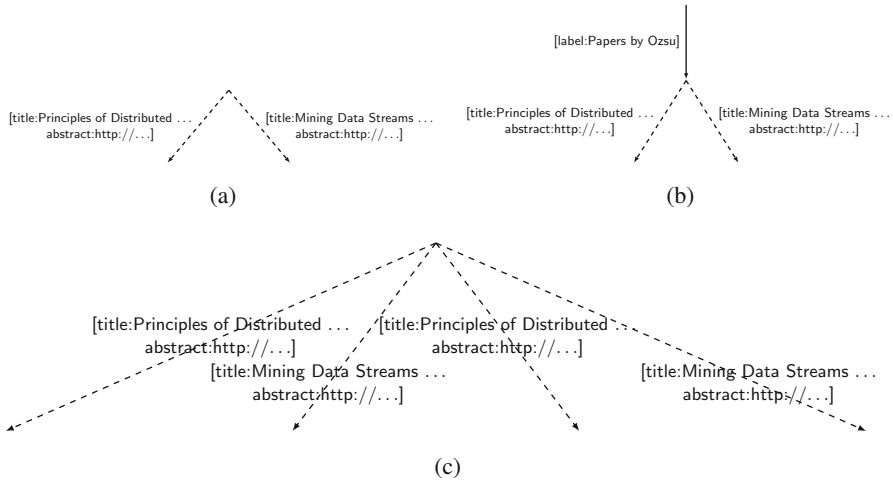 [label:Papers by Ozsu]
[title:Principles of Distributed ...
abstract:http://...]
[title:Mining Data Streams ...
abstract:http://...]
(a)
[title:Principles of Distributed ...
abstract:http://...]
[title:Mining Data Streams ...
abstract:http://...]
(b)
[title:Principles of Distributed ...
abstract:http://...]
[title:Principles of Distributed ...
abstract:http://...]
[title:Mining Data Streams ...
abstract:http://...]
[title:Mining Data Streams ...
abstract:http://...]
(c)